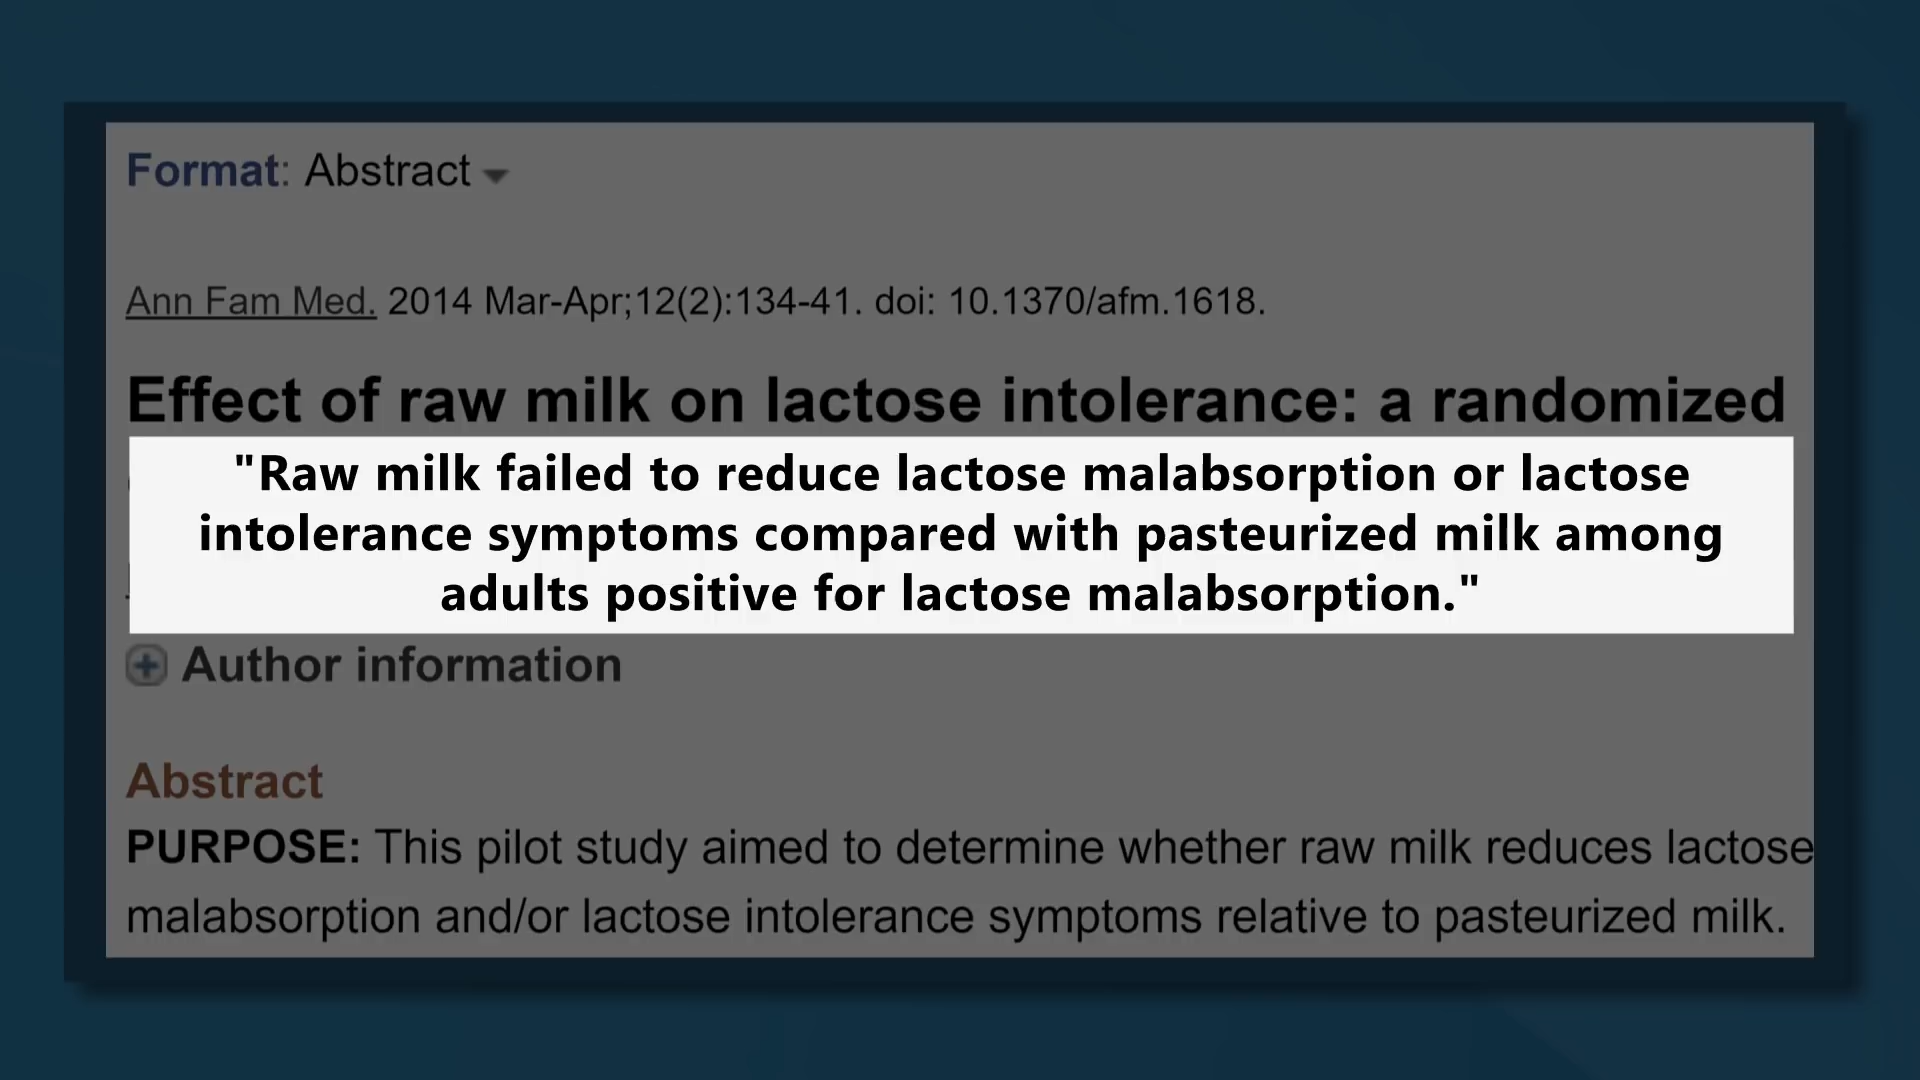 Format: Abstract
Ann Fam Med. 2014 Mar-Apr;12(2):134-41. doi: 10.1370/afm.1618.
Effect of raw milk on lactose intolerance: a randomized
"Raw milk failed to reduce lactose malabsorption or lactose
intolerance symptoms compared with pasteurized milk among
adults positive for lactose malabsorption."
Author information
Abstract
PURPOSE: This pilot study aimed to determine whether raw milk reduces lactose
malabsorption and/or lactose intolerance symptoms relative to pasteurized milk.